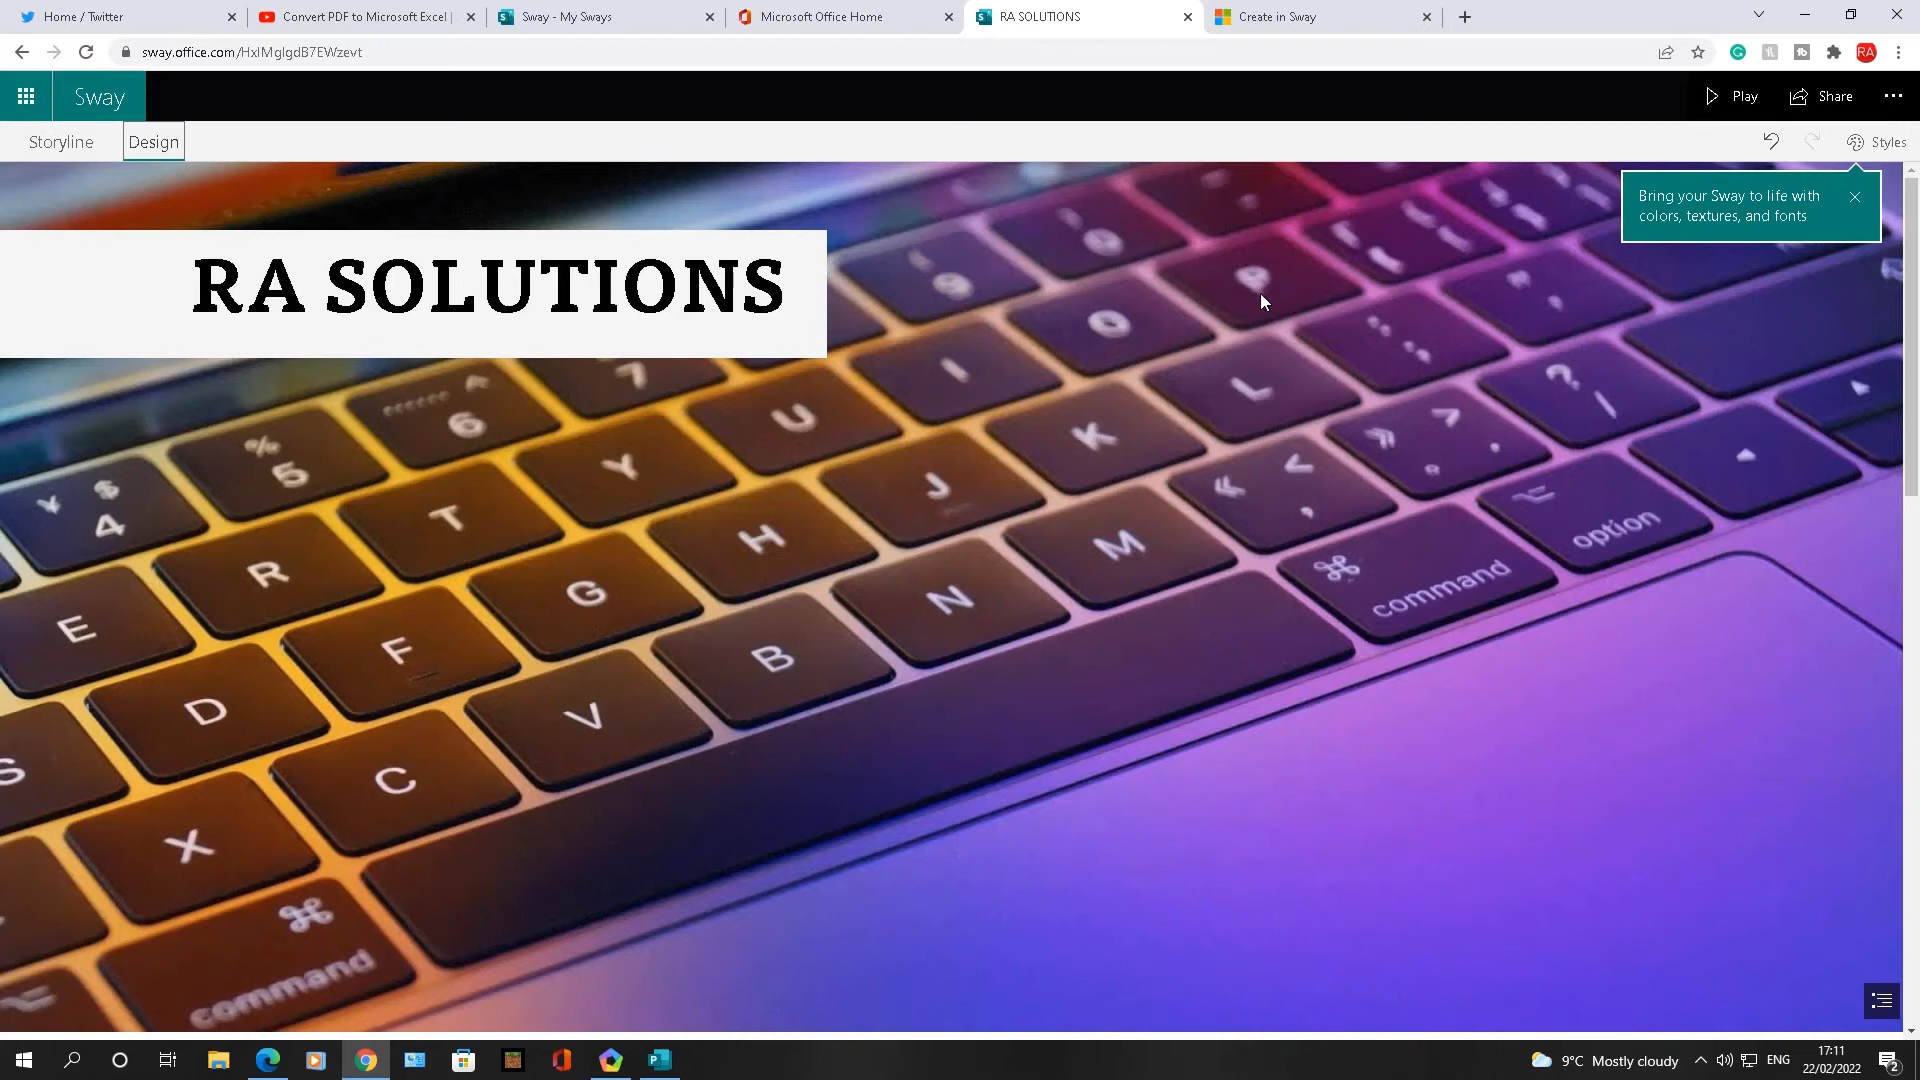 Home / Twitter
Convert PDF to Microsoft Excel |
Sway - My Sways
Microsoft Office Home
RA SOLUTIONS
Create in Sway
sway.office.com/HxIMgIgdB7EWzevt
RA
Sway
Play
Share
Storyline
Design
Styles
Bring your Sway to life with
colors, textures, and fonts
RA SOLUTIONS
% 5
^ 6
7
9
0
P
¥ $ 4
E R T Y U I O
S D F G H J K L
X C V B N M
« < ,
» > .
? /
command
option
command
9°C Mostly cloudy
ENG
17:11
22/02/2022
2